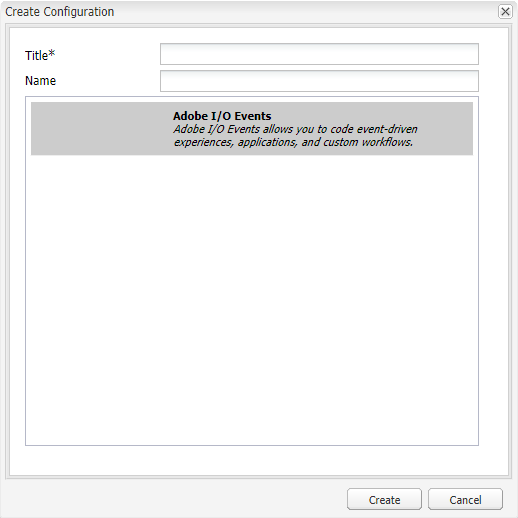 Create Configuration
Title*
Name
Adobe I/O Events
Adobe I/O Events allows you to code event-driven
experiences, applications, and custom workflows.
Create
Cancel